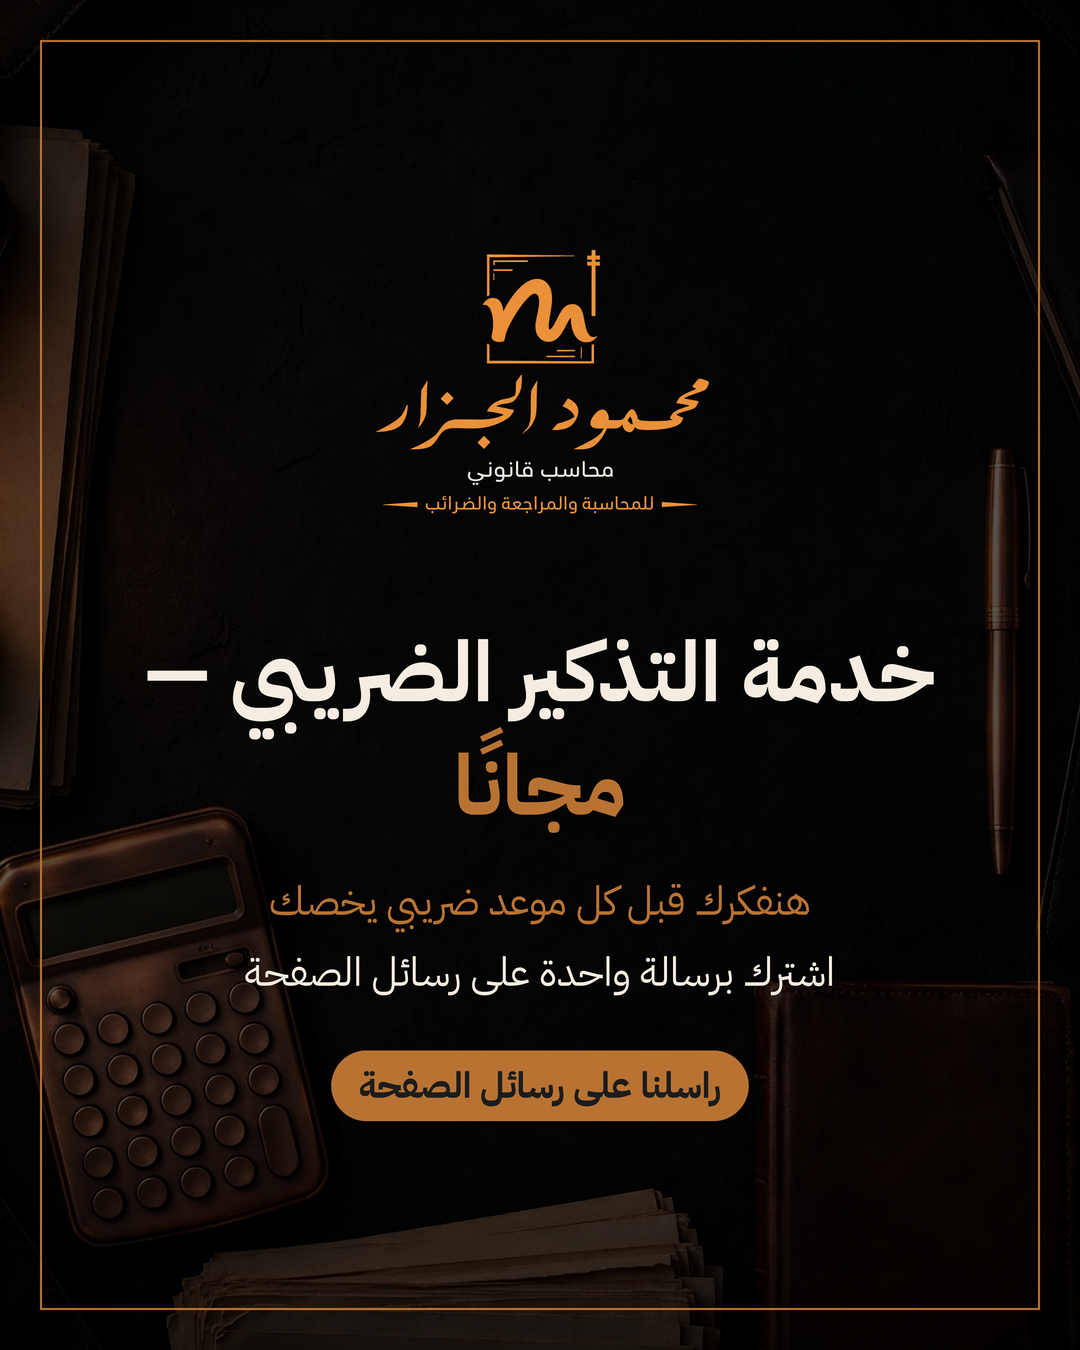 محمود الجزار
محاسب قانوني
للمحاسبة والمراجعة والضرائب
خدمة التذكير الضريبي —
مجانًا
هنفكرك قبل كل موعد ضريبي يخصك
اشترك برسالة واحدة على رسائل الصفحة
راسلنا على رسائل الصفحة